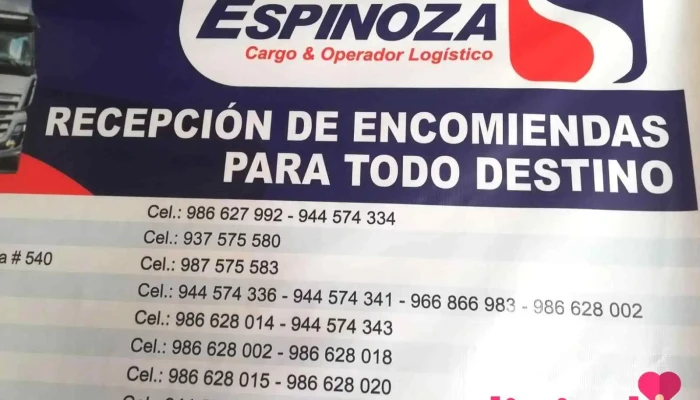 ESPINOZA
Cargo & Operador Logístico
RECEPCIÓN DE ENCOMIENDAS
PARA TODO DESTINO
Cel.: 986 627 992 - 944 574 334
Cel.: 937 575 580
a # 540 Cel.: 987 575 583
Cel.: 944 574 336 - 944 574 341 - 966 866 983 - 986 628 002
Cel.: 986 628 014 - 944 574 343
Cel.: 986 628 002 - 986 628 018
Cel.: 986 628 015 - 986 628 020